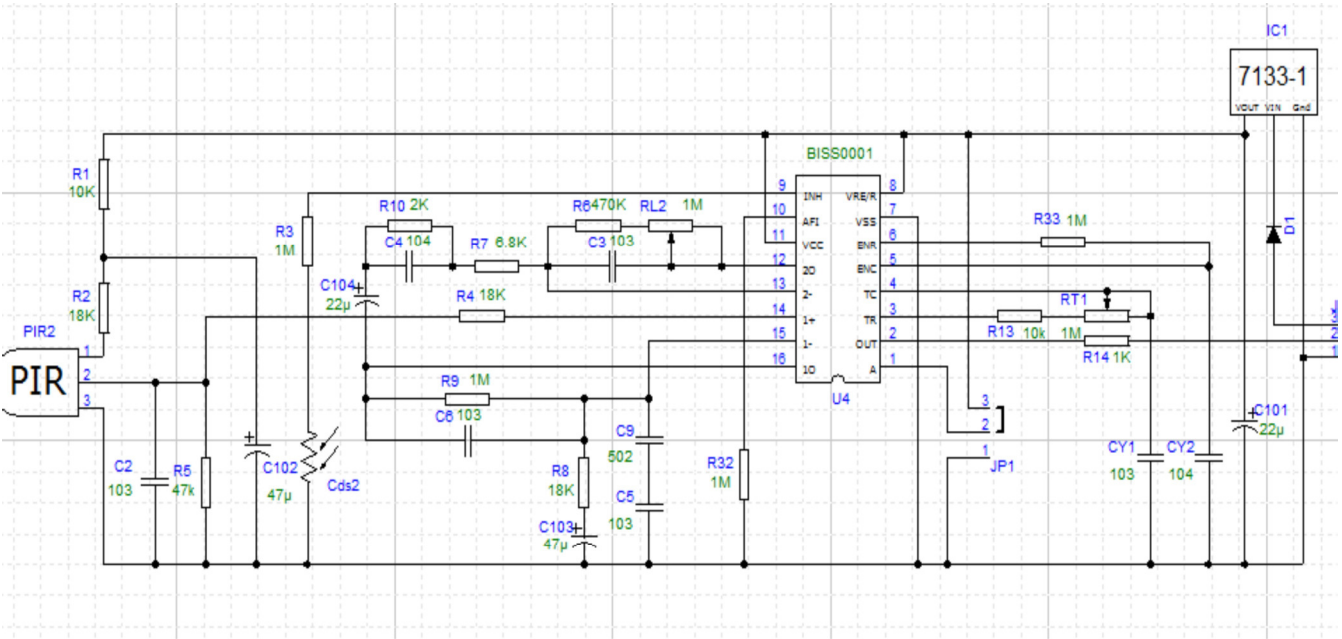 IC1
7133-1
VOUT VIN Gnd
BISS0001
R1
10K
R2
18K
PIR2
PIR
1
2
3
C2
103
R5
47k
C102
47µ
R3
1M
Cds2
R10 2K
C4 104
C104
22µ
R7 6.8K
R6 470K
RL2 1M
C3 103
R4 18K
R9 1M
C6 103
R8
18K
C103
47µ
C9
502
C5
103
R32
1M
9 INH VRE/R 8
10 AFI VSS 7
11 VCC ENR 6
12 2O ENC 5
13 2- TC 4
14 1+ TR 3
15 1- OUT 2
16 1O A 1
U4
R33 1M
RT1
R13 10k 1M
R14 1K
3
2
1
JP1
CY1
103
CY2
104
C101
22µ
D1
3
2
1